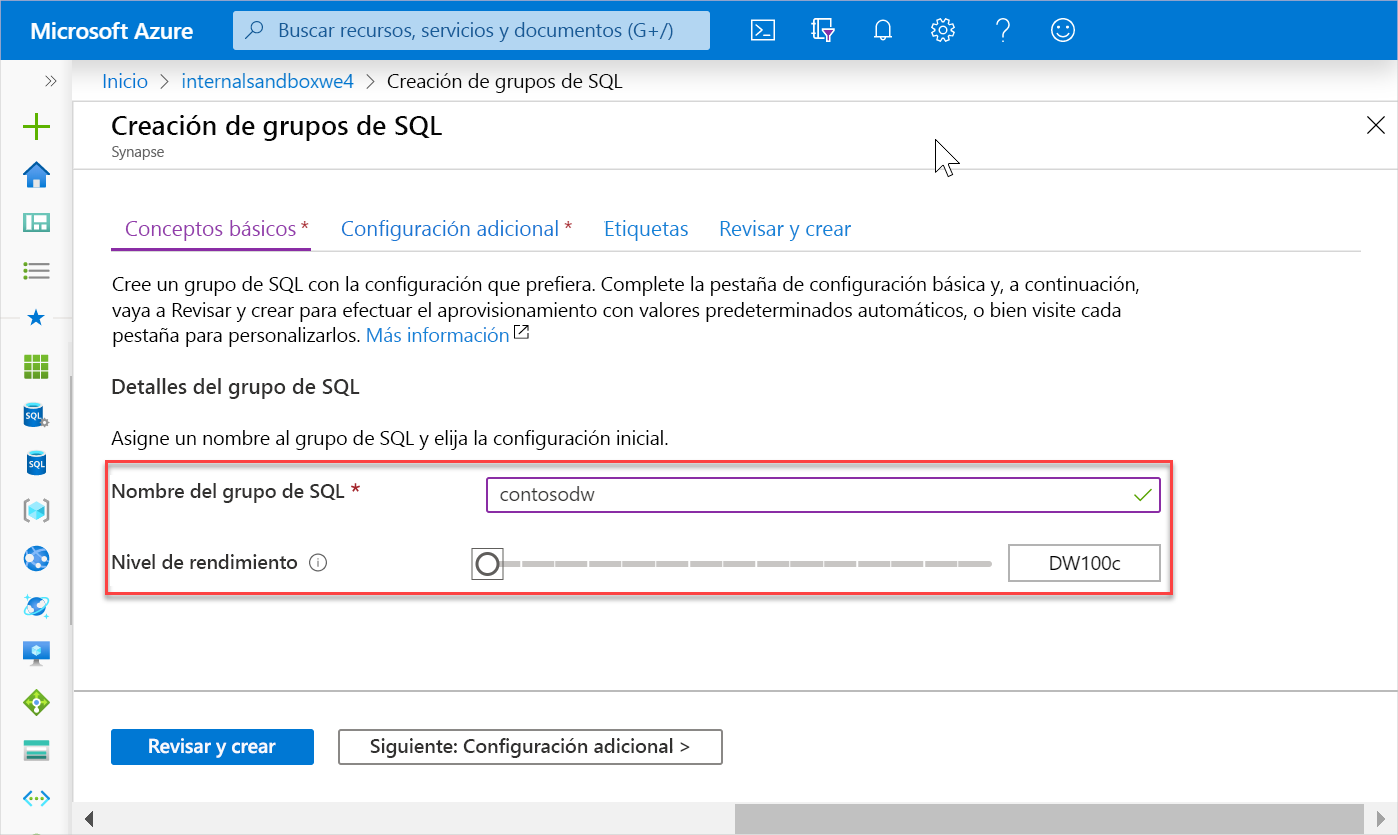 Microsoft Azure
Buscar recursos, servicios y documentos (G+/)
Inicio > internalsandboxwe4 > Creación de grupos de SQL
Creación de grupos de SQL
Synapse
Conceptos básicos * Configuración adicional * Etiquetas Revisar y crear
Cree un grupo de SQL con la configuración que prefiera. Complete la pestaña de configuración básica y, a continuación,
vaya a Revisar y crear para efectuar el aprovisionamiento con valores predeterminados automáticos, o bien visite cada
pestaña para personalizarlos. Más información
Detalles del grupo de SQL
Asigne un nombre al grupo de SQL y elija la configuración inicial.
Nombre del grupo de SQL * contosodw
Nivel de rendimiento DW100c
SQL
SQL
Revisar y crear Siguiente: Configuración adicional >